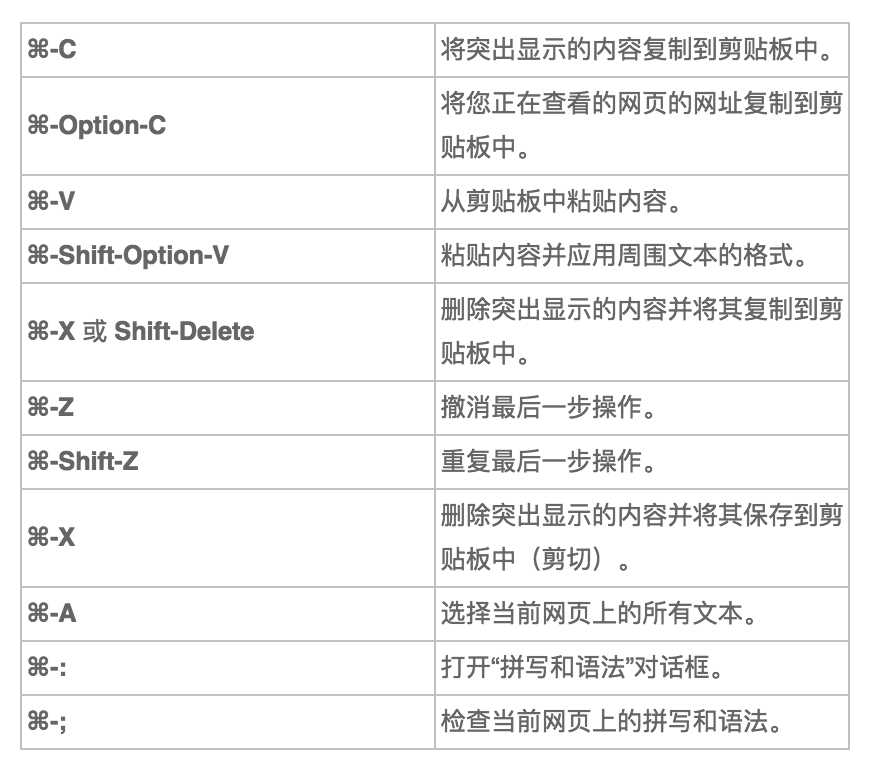 ⌘-C
将突出显示的内容复制到剪贴板中。
⌘-Option-C
将您正在查看的网页的网址复制到剪
贴板中。
⌘-V
从剪贴板中粘贴内容。
⌘-Shift-Option-V
粘贴内容并应用周围文本的格式。
⌘-X 或 Shift-Delete
删除突出显示的内容并将其复制到剪
贴板中。
⌘-Z
撤消最后一步操作。
⌘-Shift-Z
重复最后一步操作。
⌘-X
删除突出显示的内容并将其保存到剪
贴板中（剪切）。
⌘-A
选择当前网页上的所有文本。
⌘-:
打开“拼写和语法”对话框。
⌘-;
检查当前网页上的拼写和语法。